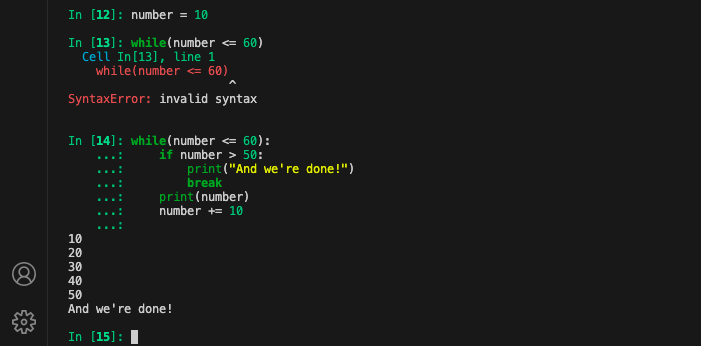 In [12]: number = 10
In [13]: while(number <= 60)
  Cell In[13], line 1
    while(number <= 60)
                       ^
SyntaxError: invalid syntax
In [14]: while(number <= 60):
    ...:     if number > 50:
    ...:         print("And we're done!")
    ...:         break
    ...:     print(number)
    ...:     number += 10
    ...:
10
20
30
40
50
And we're done!
In [15]: